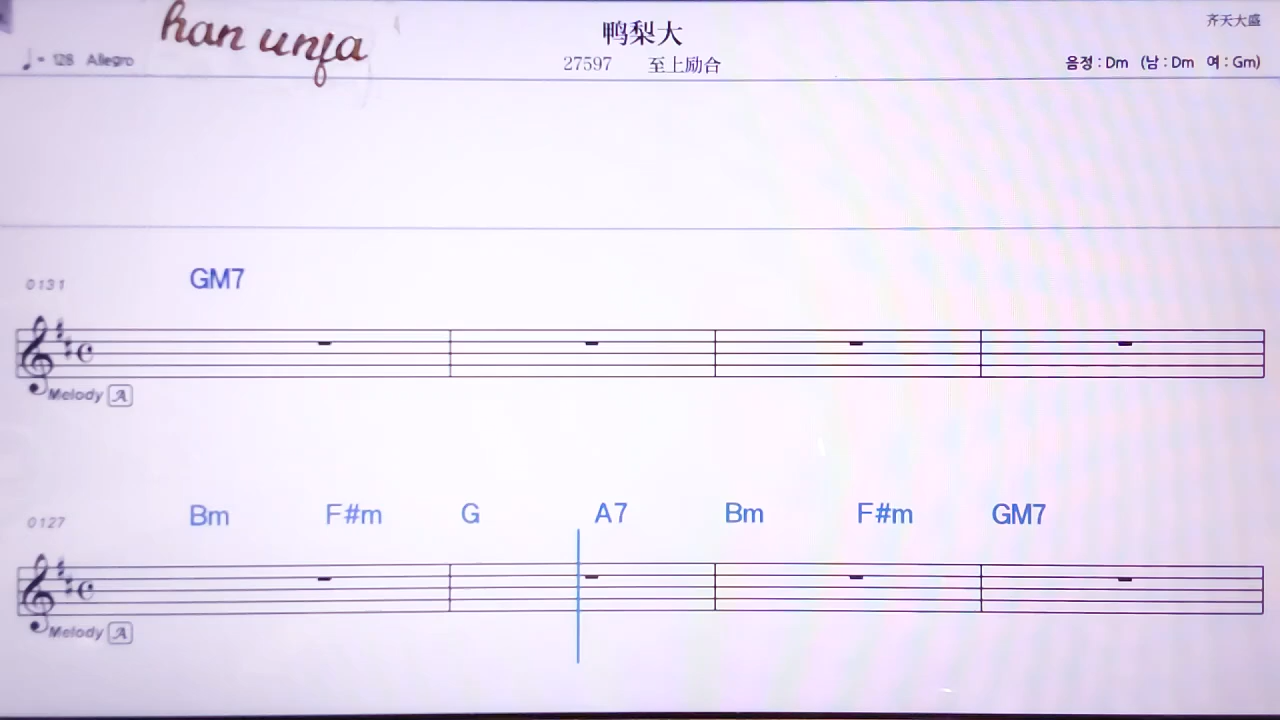 han unja
鸭梨大
齐天大盛
♩= 128 Allegro
27597 至上励合
음정 : Dm (남 : Dm 여 : Gm)
0131
GM7
Melody A
0127
Bm F#m G A7 Bm F#m GM7
Melody A